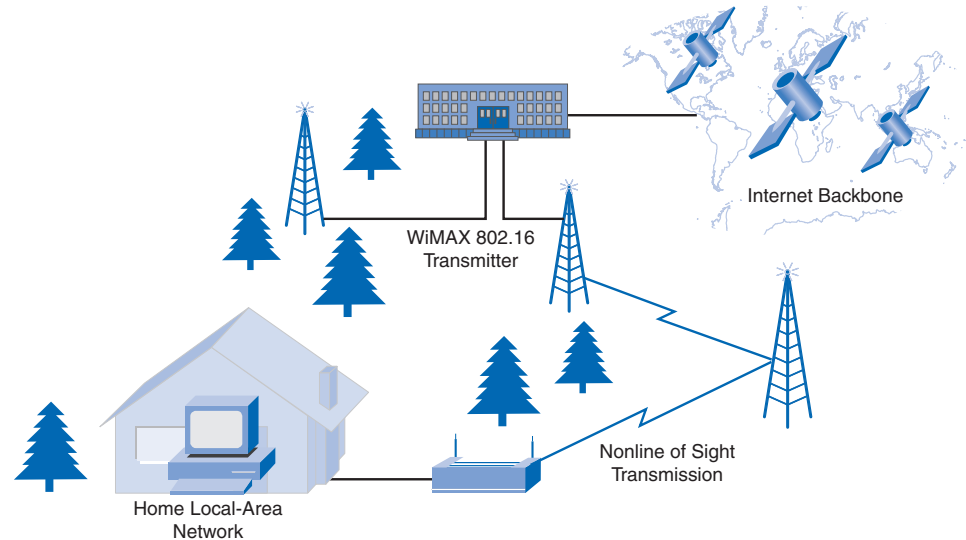 Internet Backbone
WiMAX 802.16
Transmitter
Nonline of Sight
Transmission
Home Local-Area
Network